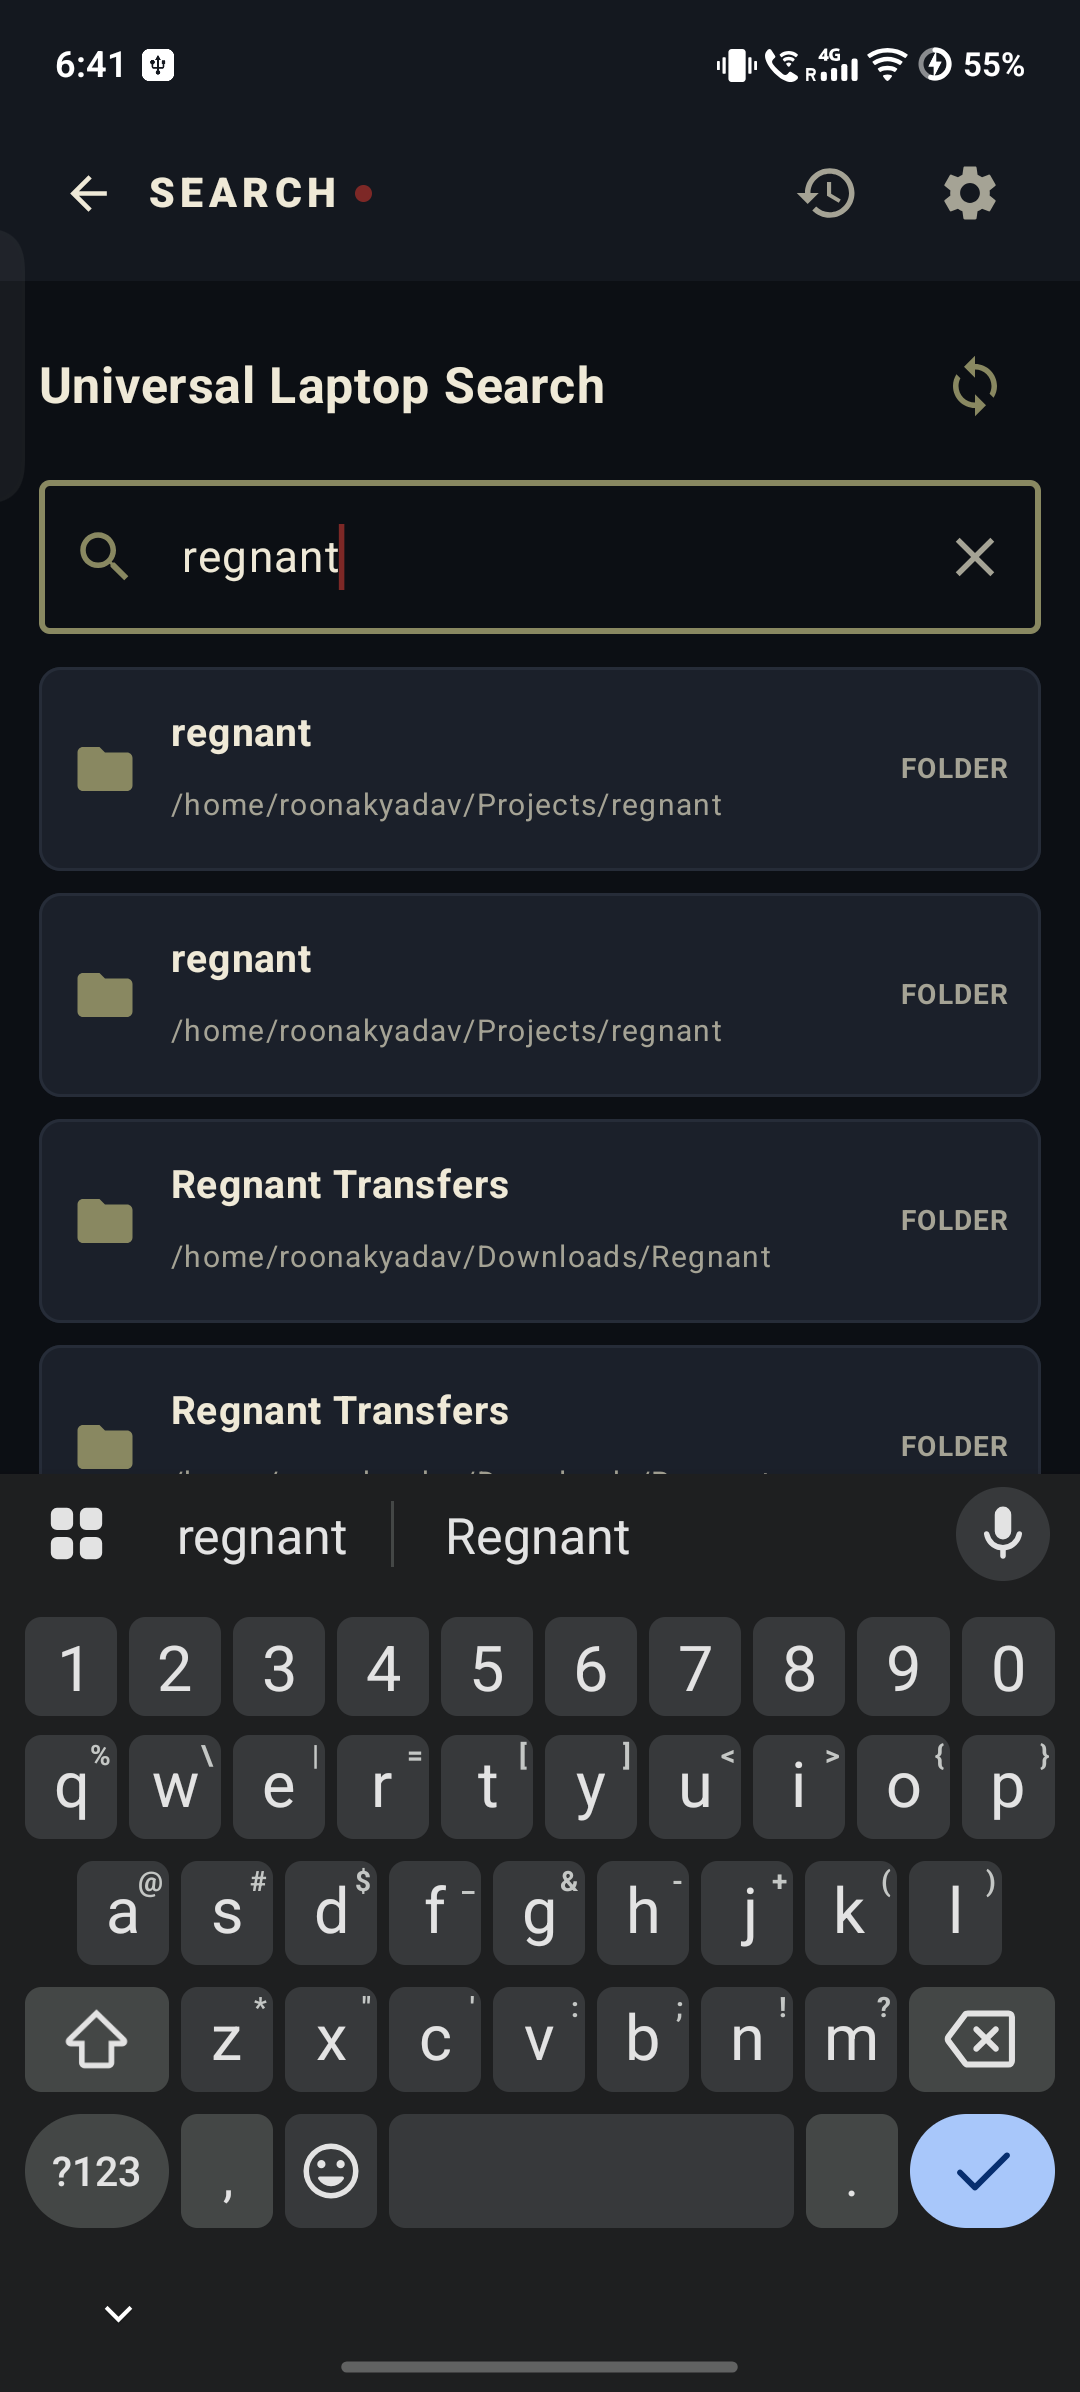 6:41
4G
R
55%
SEARCH
Universal Laptop Search
regnant
regnant
/home/roonakyadav/Projects/regnant
FOLDER
regnant
/home/roonakyadav/Projects/regnant
FOLDER
Regnant Transfers
/home/roonakyadav/Downloads/Regnant
FOLDER
Regnant Transfers
FOLDER
regnant Regnant
1 2 3 4 5 6 7 8 9 0
% \ | = [ ] < > { }
q w e r t y u i o p
@ # $ _ & - + ( )
a s d f g h j k l
* " ' : ; ! ?
z x c v b n m
?123 , .